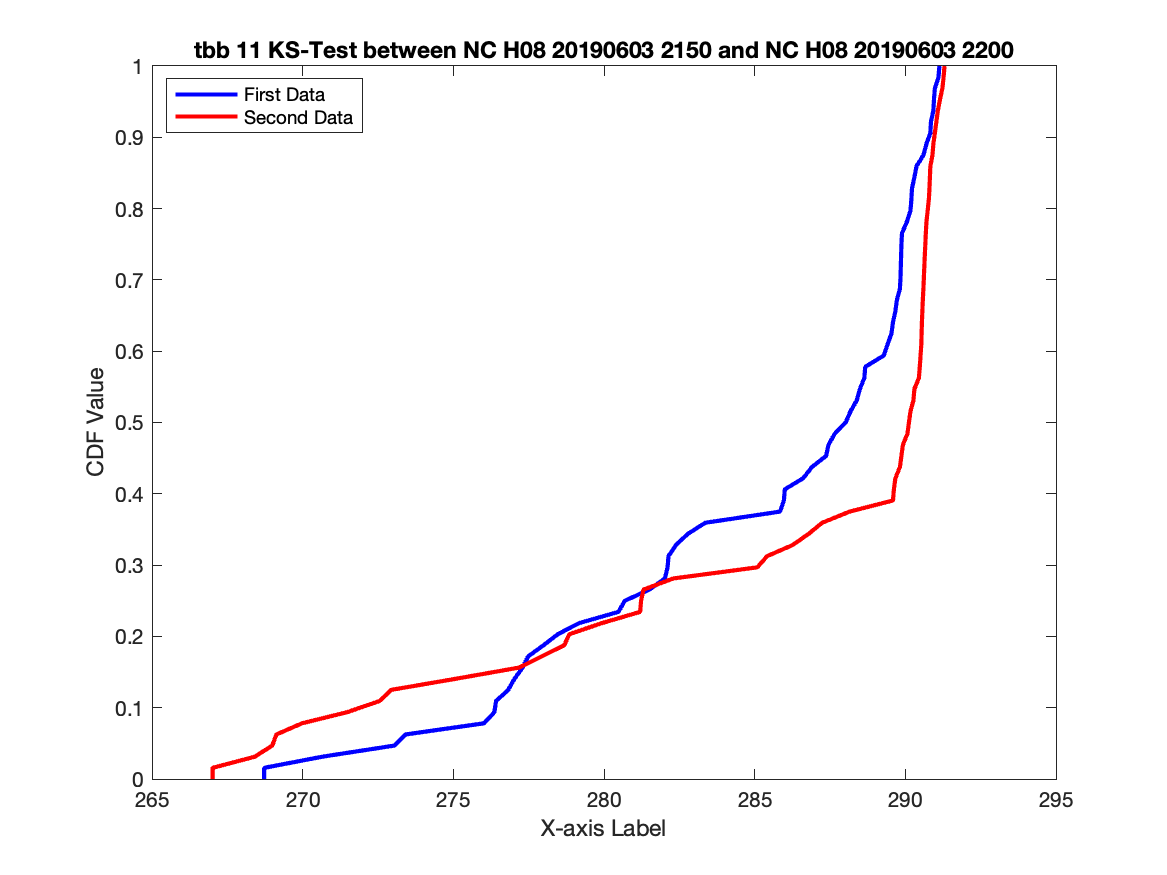 tbb 11 KS-Test between NC H08 20190603 2150 and NC H08 20190603 2200
First Data
Second Data
1
0.9
0.8
0.7
0.6
0.5
0.4
0.3
0.2
0.1
0
CDF Value
265 270 275 280 285 290 295
X-axis Label